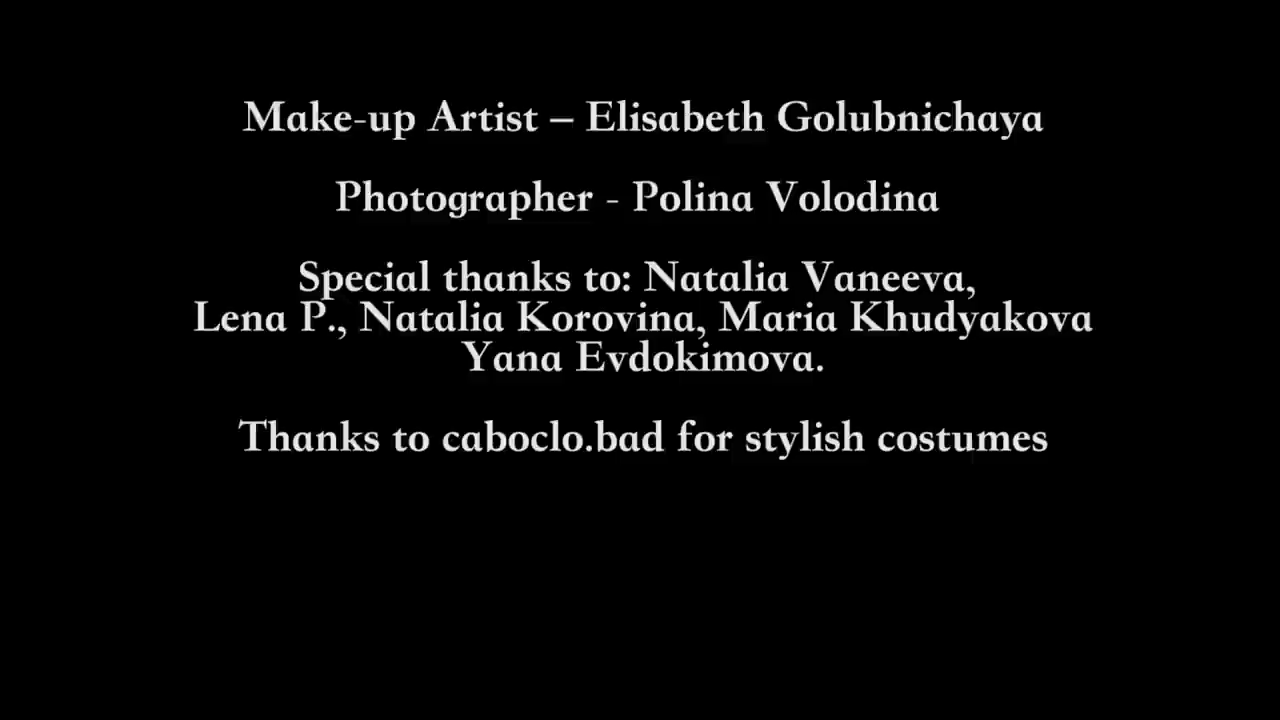 Make-up Artist – Elisabeth Golubnichaya
Photographer - Polina Volodina
Special thanks to: Natalia Vaneeva,
Lena P., Natalia Korovina, Maria Khudyakova
Yana Evdokimova.
Thanks to caboclo.bad for stylish costumes